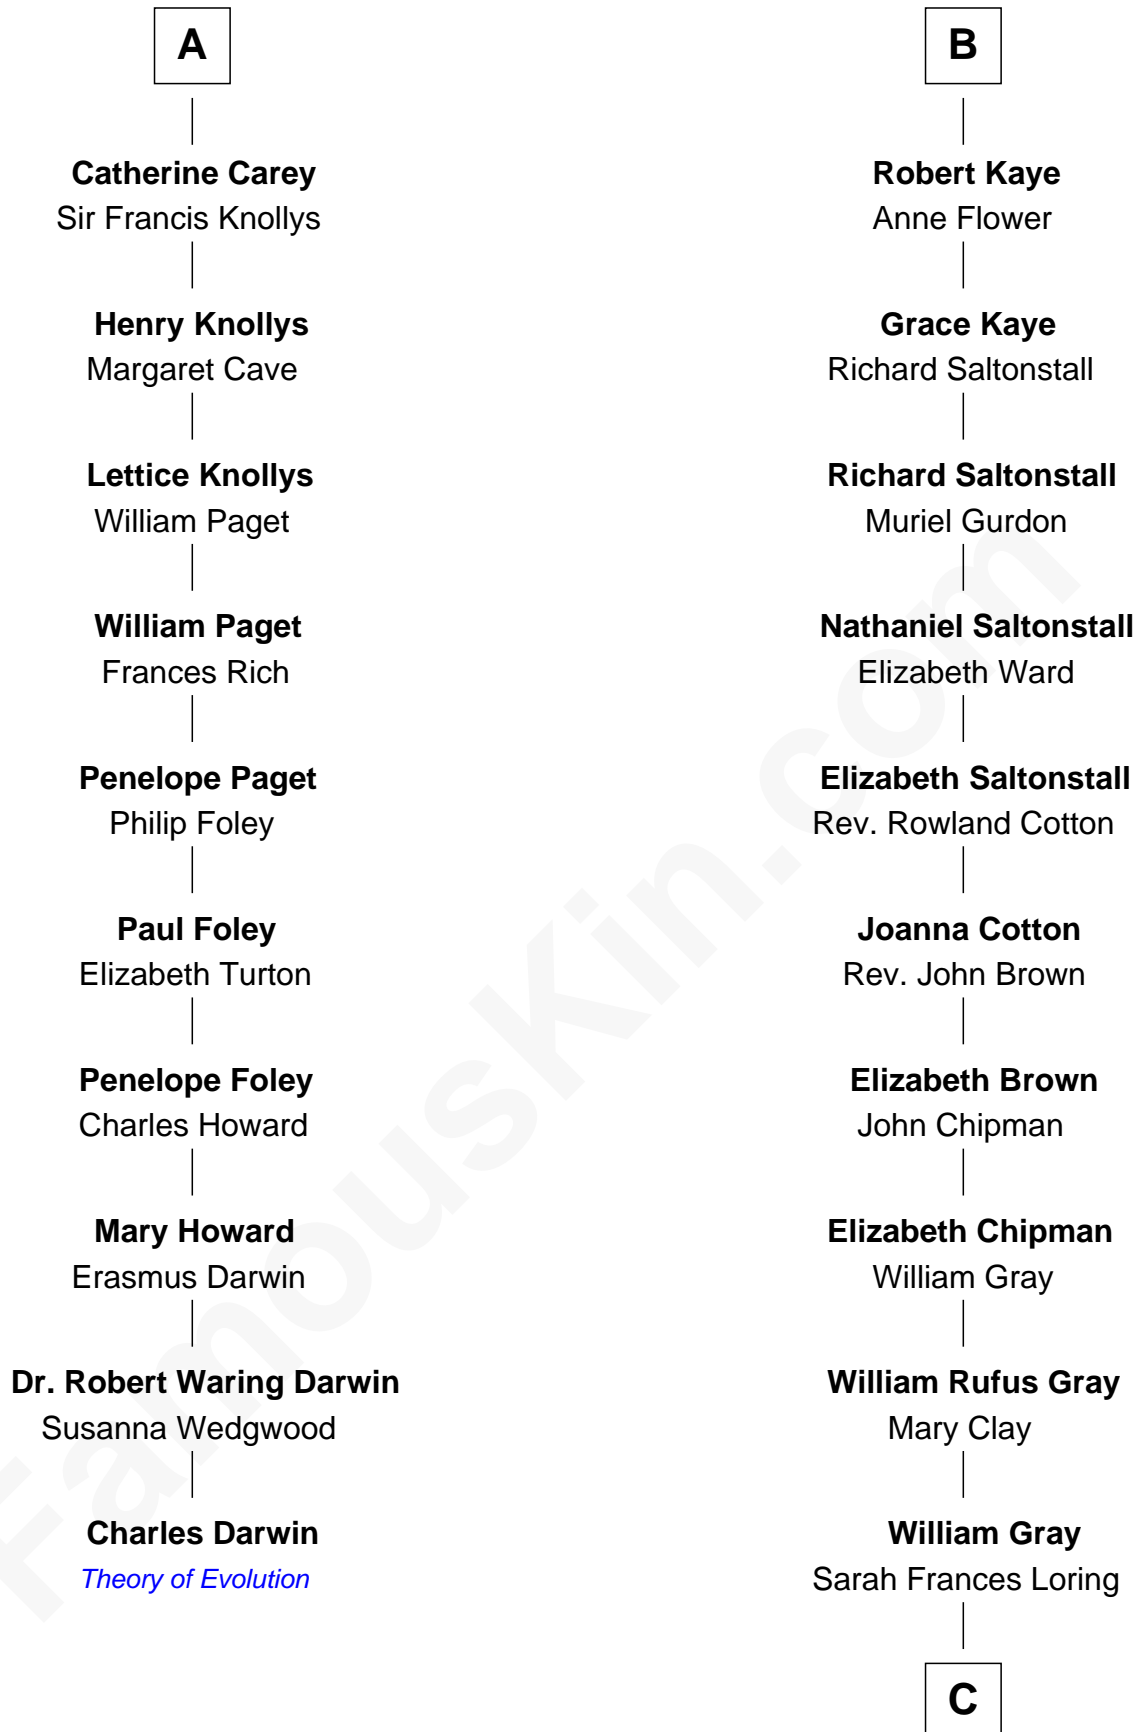 A
Catherine Carey
Sir Francis Knollys
Henry Knollys
Margaret Cave
Lettice Knollys
William Paget
William Paget
Frances Rich
Penelope Paget
Philip Foley
Paul Foley
Elizabeth Turton
Penelope Foley
Charles Howard
Mary Howard
Erasmus Darwin
Dr. Robert Waring Darwin
Susanna Wedgwood
Charles Darwin
Theory of Evolution
B
Robert Kaye
Anne Flower
Grace Kaye
Richard Saltonstall
Richard Saltonstall
Muriel Gurdon
Nathaniel Saltonstall
Elizabeth Ward
Elizabeth Saltonstall
Rev. Rowland Cotton
Joanna Cotton
Rev. John Brown
Elizabeth Brown
John Chipman
Elizabeth Chipman
William Gray
William Rufus Gray
Mary Clay
William Gray
Sarah Frances Loring
C
FamousKin.com